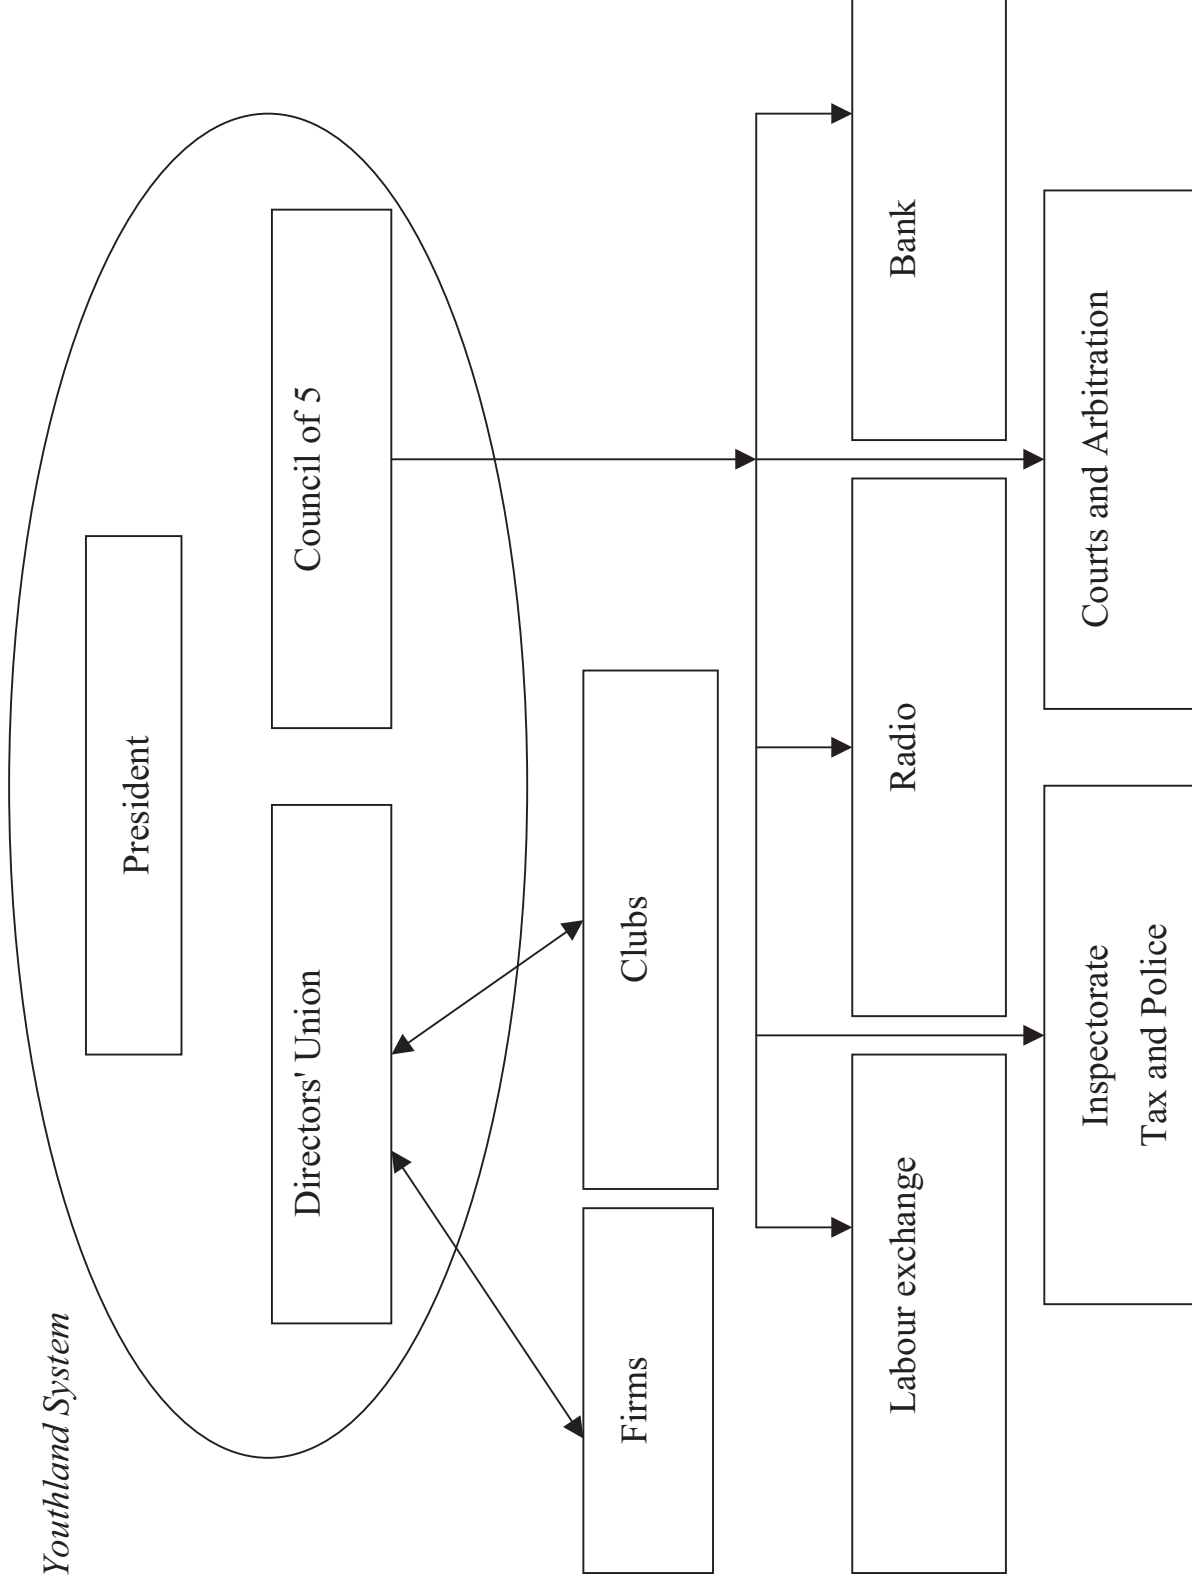 Youthland System
President
Directors' Union
Council of 5
Firms
Clubs
Labour exchange
Radio
Bank
Inspectorate
Tax and Police
Courts and Arbitration